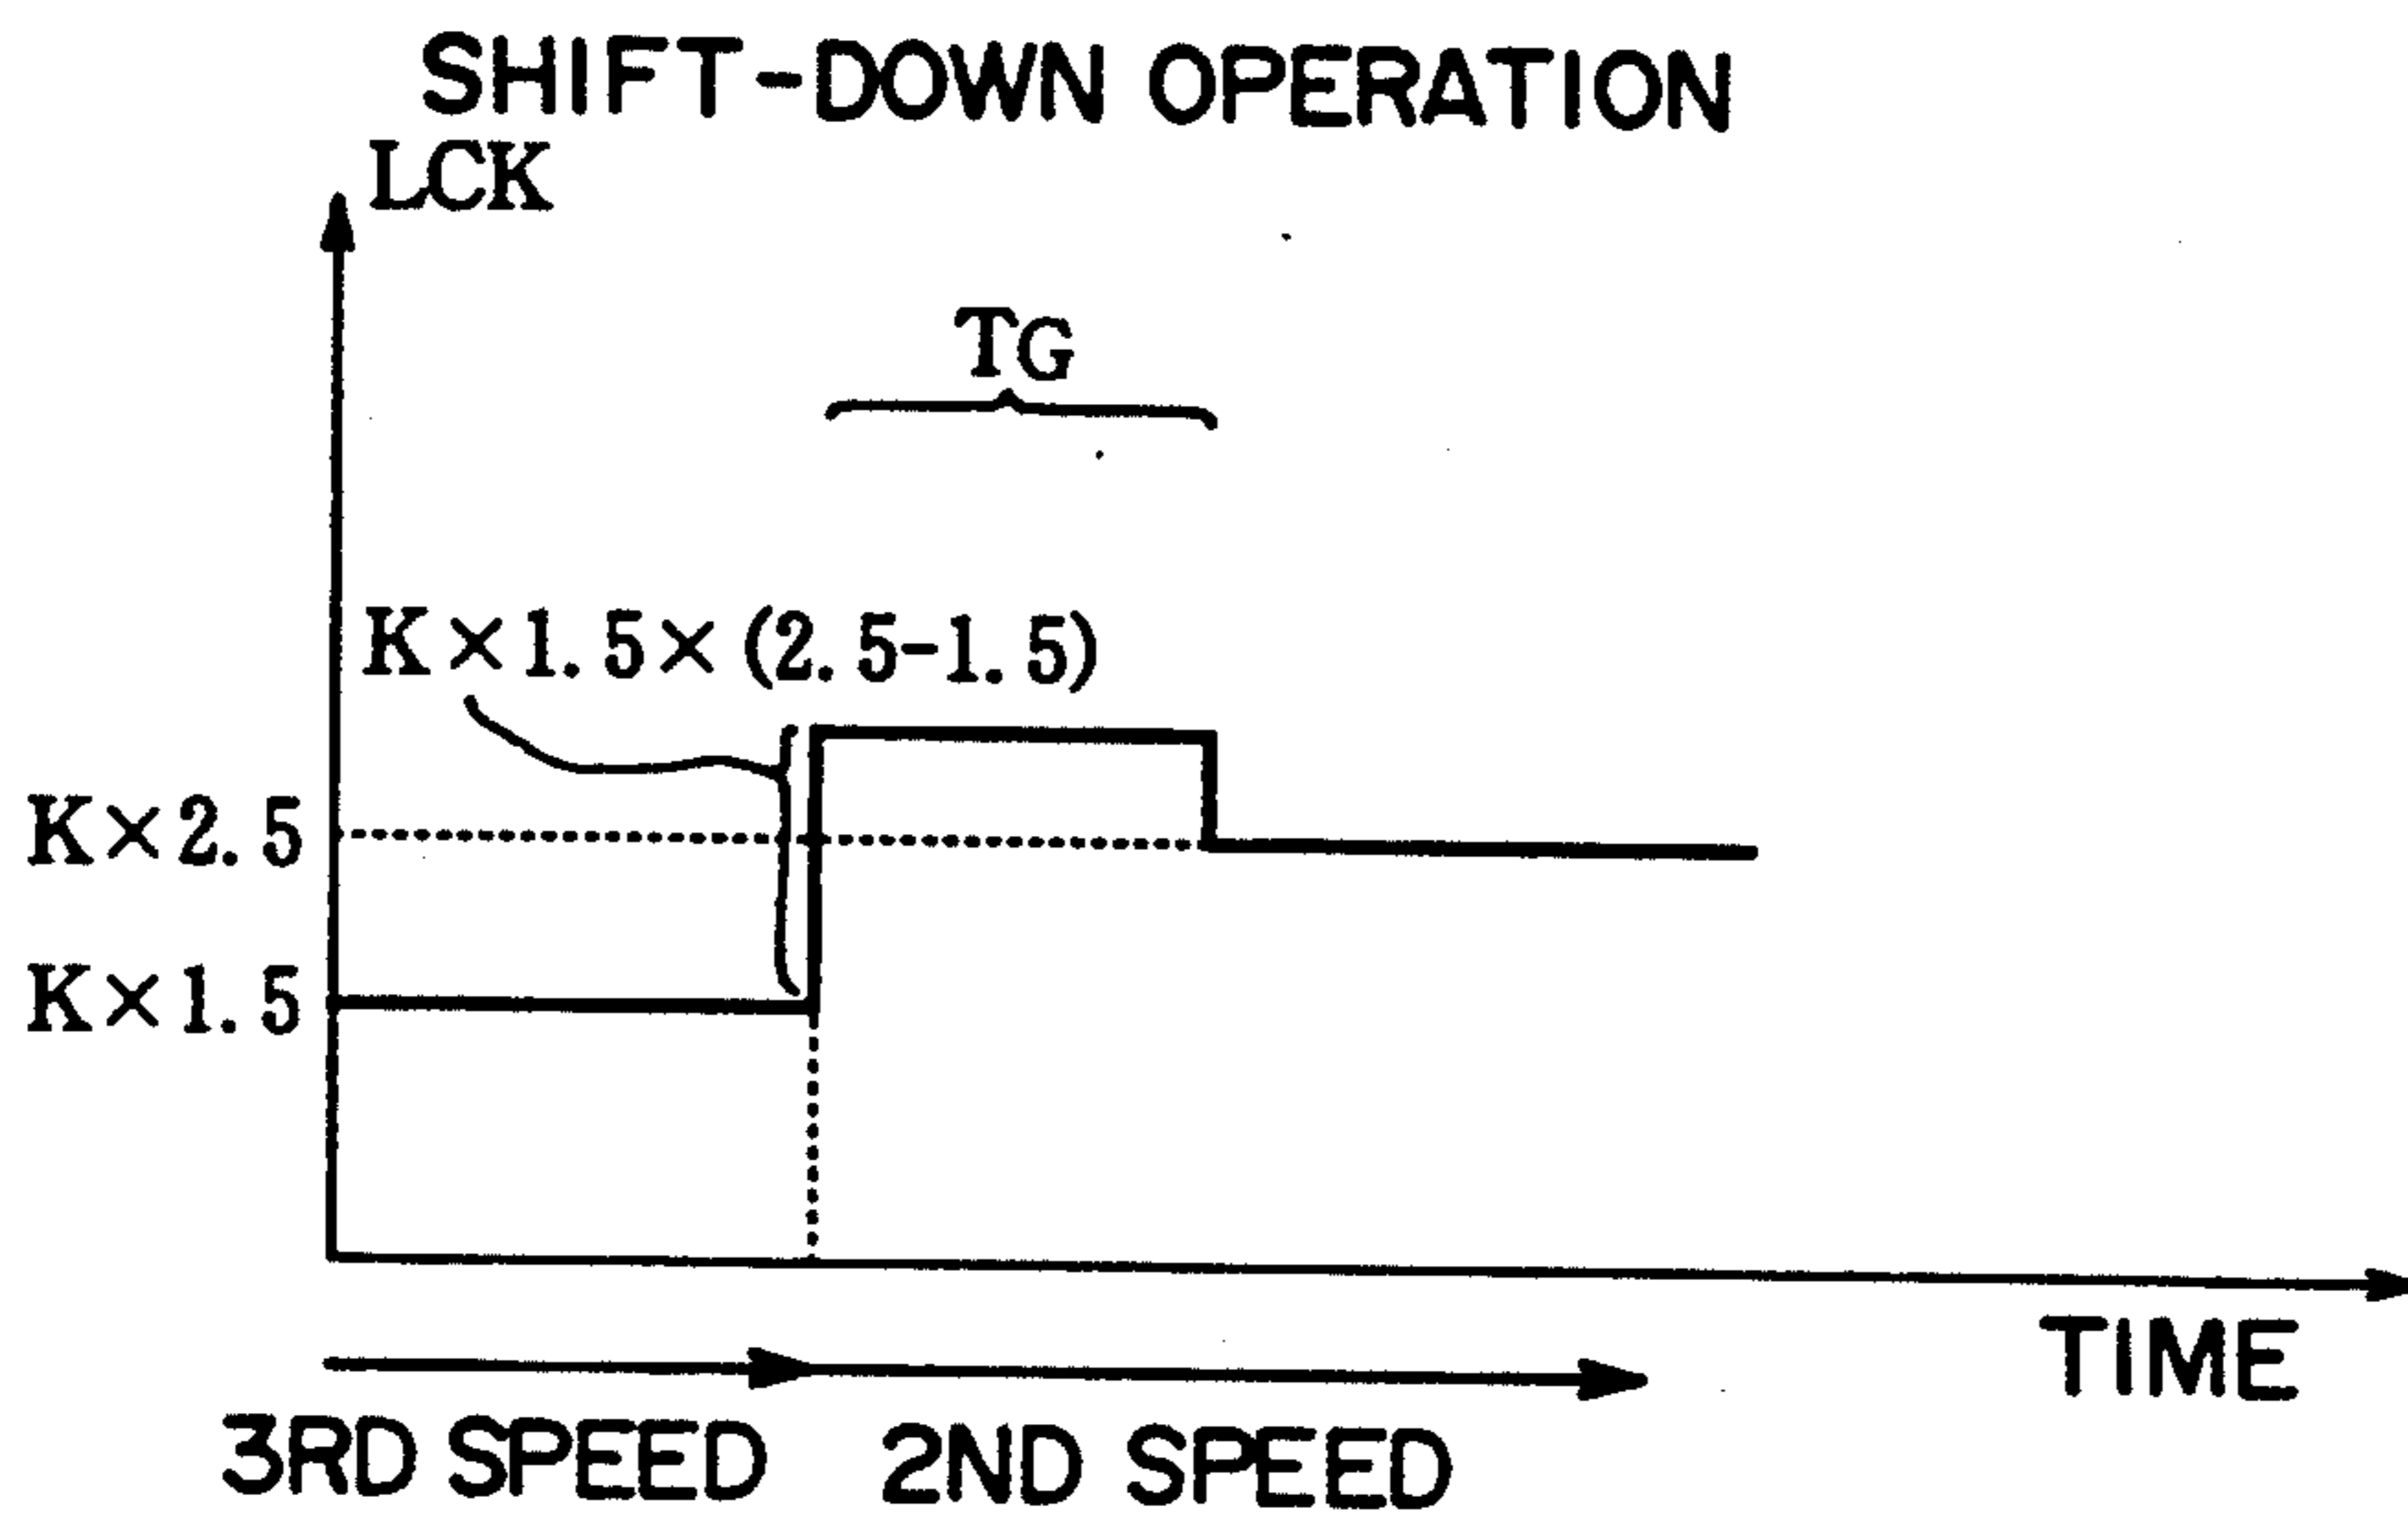 SHIFT-DOWN OPERATION
LCK
TG
K×1.5×(2.5-1.5)
K×2.5
K×1.5
TIME
3RD SPEED 2ND SPEED